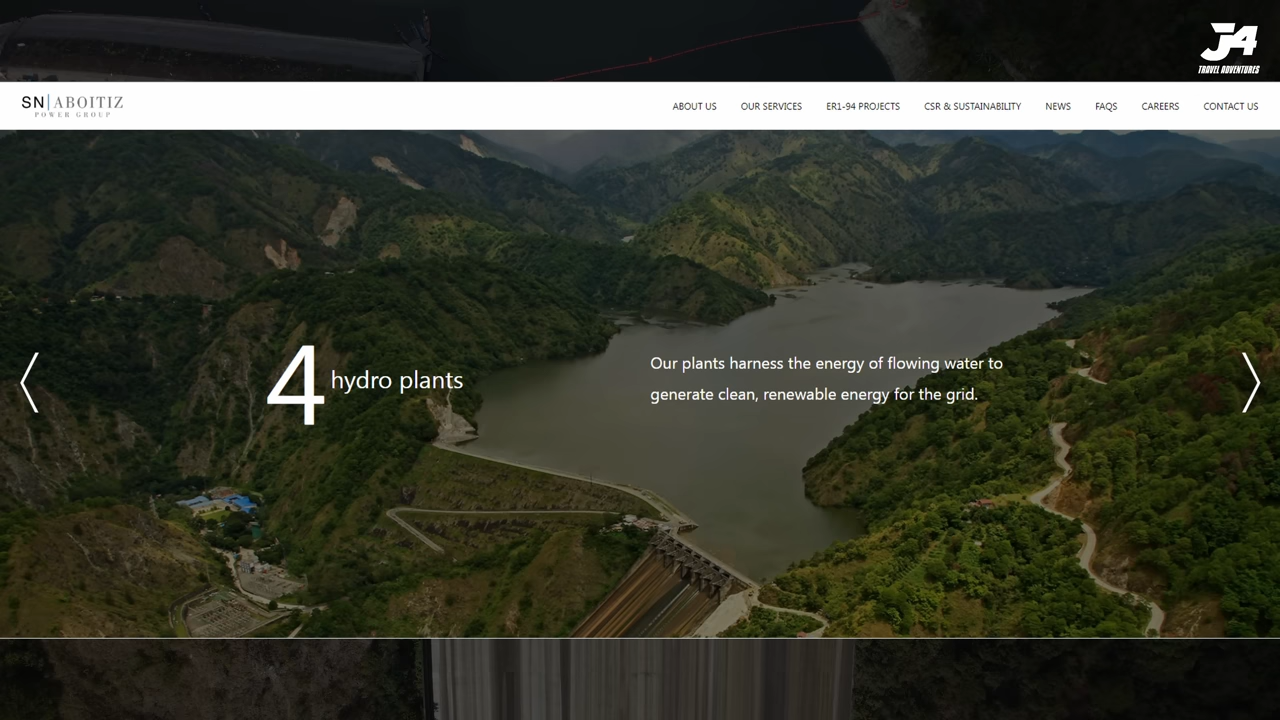 J4
TRAVEL ADVENTURES
SN|ABOITIZ
POWER GROUP
ABOUT US
OUR SERVICES
ER1-94 PROJECTS
CSR & SUSTAINABILITY
NEWS
FAQS
CAREERS
CONTACT US
4 hydro plants
Our plants harness the energy of flowing water to
generate clean, renewable energy for the grid.